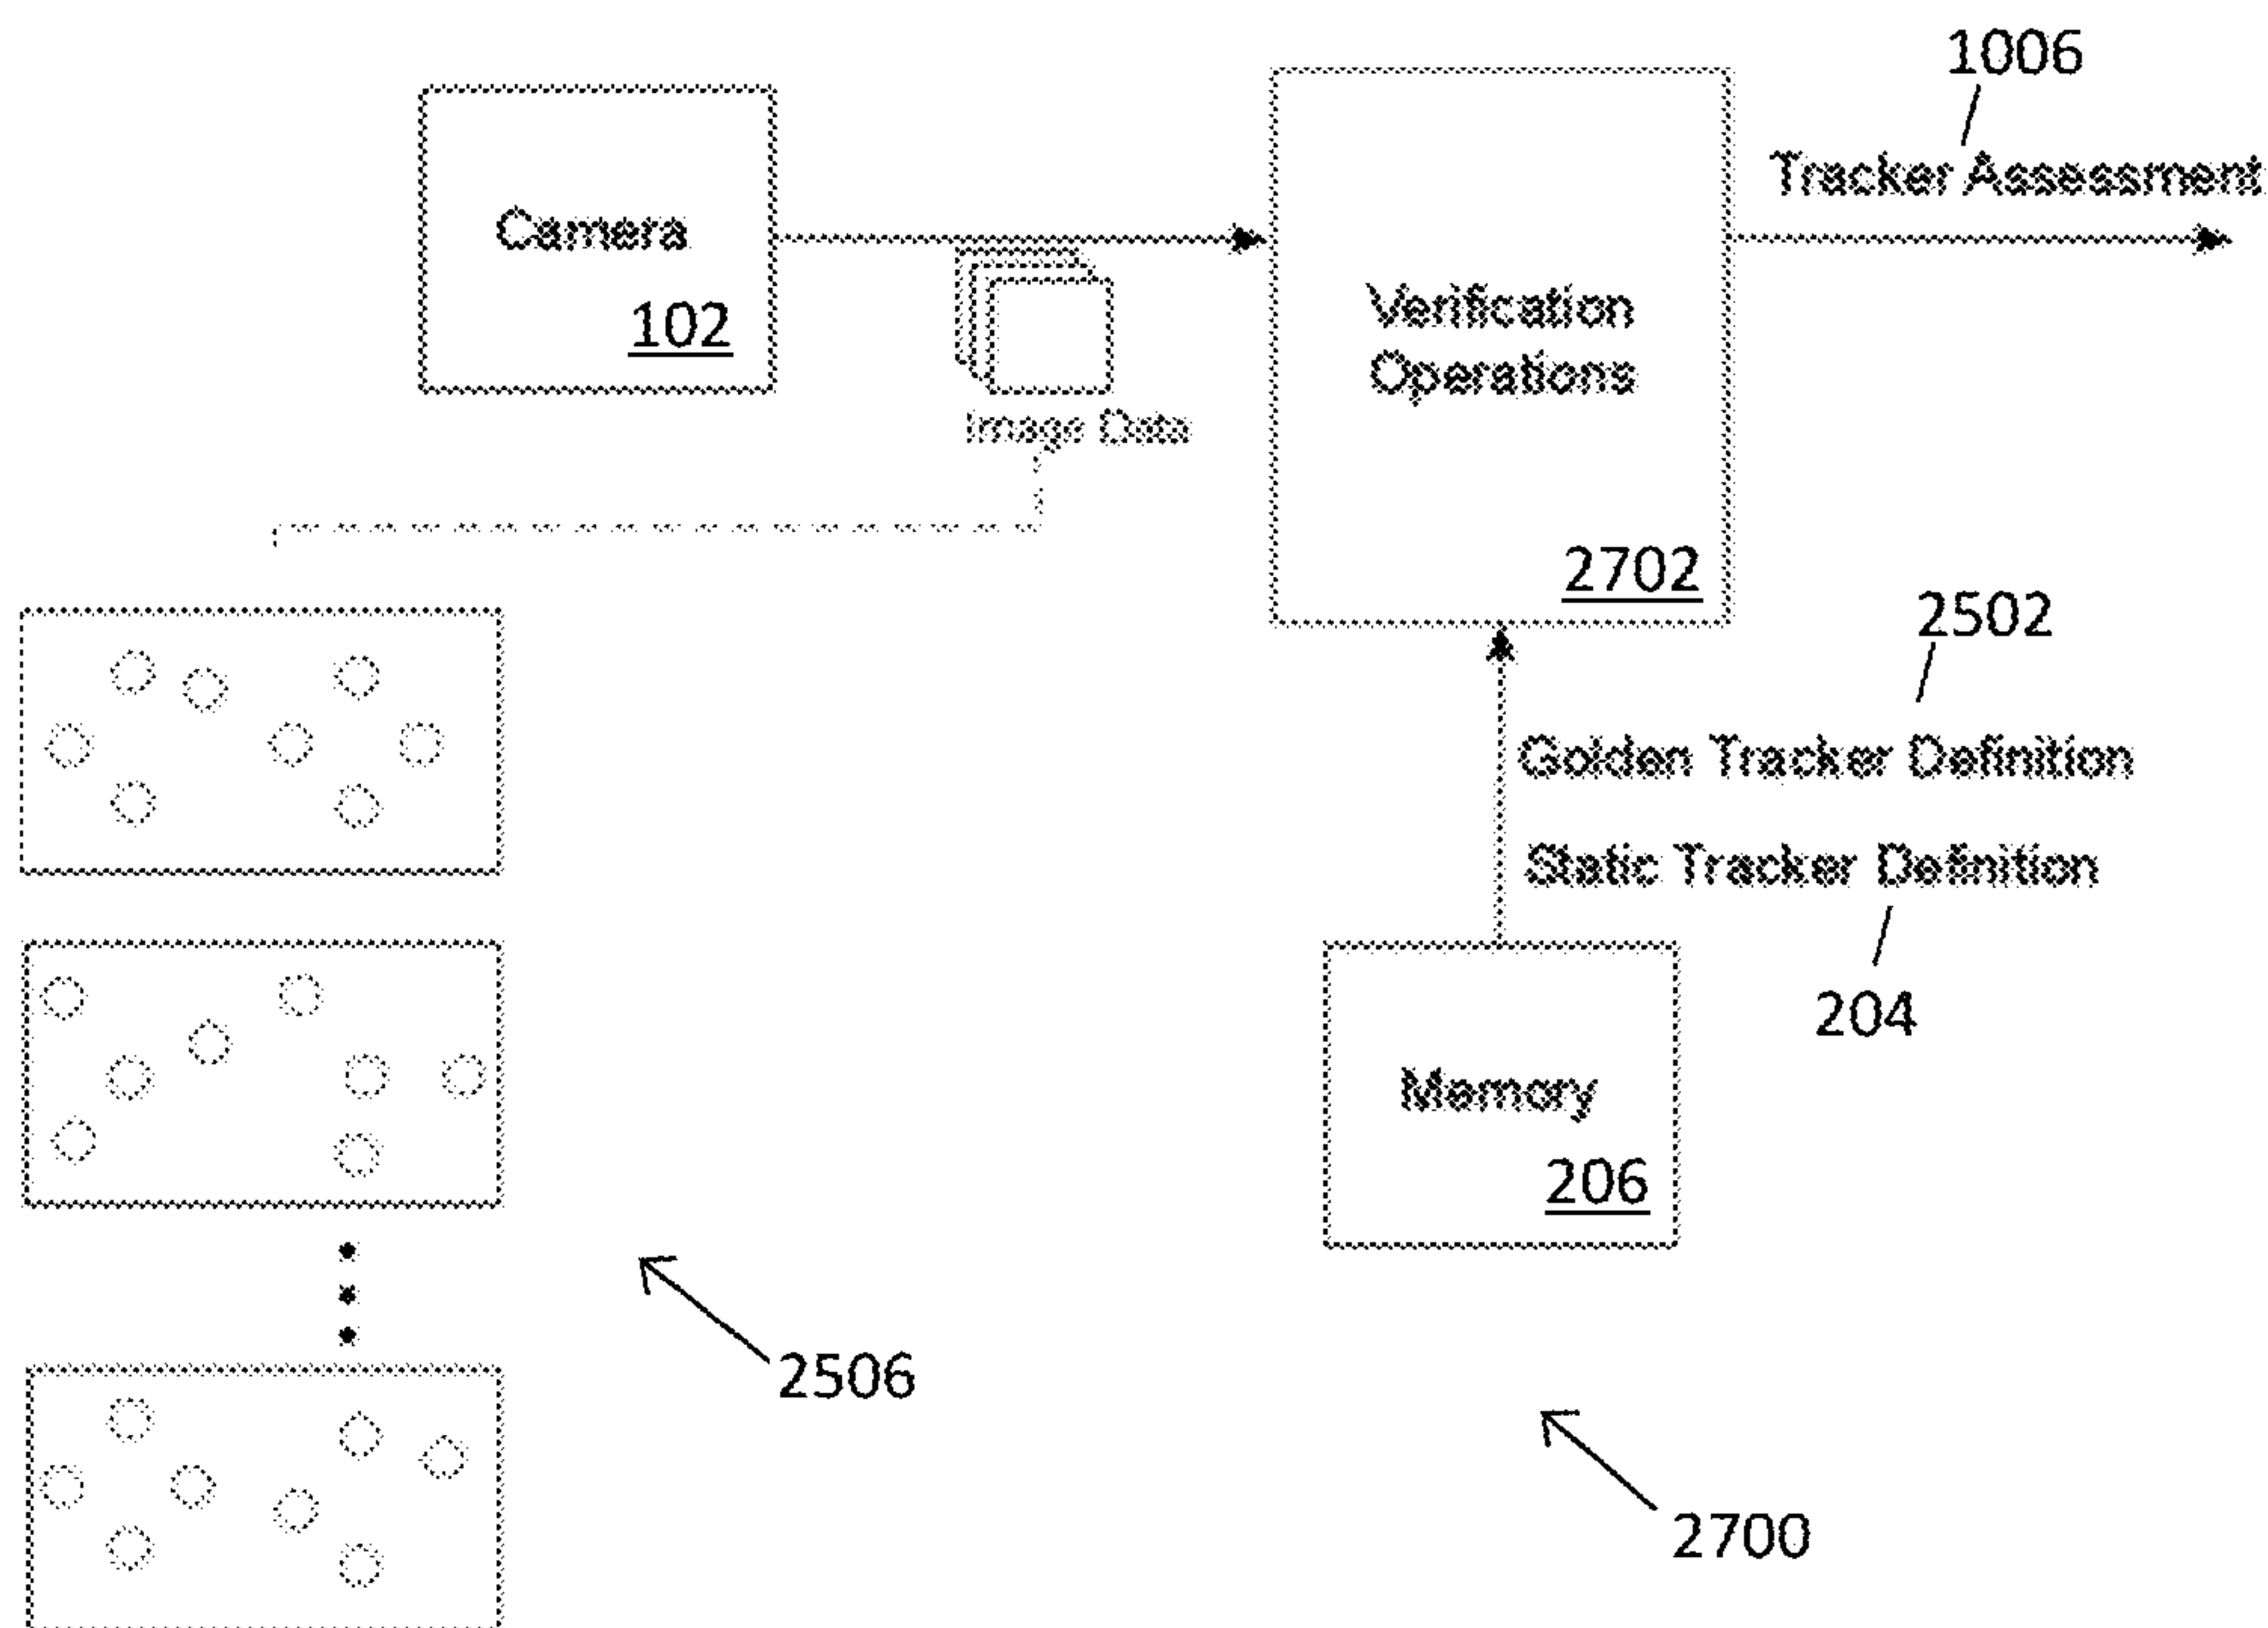 1006
Tracker Assessment
Camera
102
Image Data
Verification
Operations
2702
2502
Golden Tracker Definition
Static Tracker Definition
204
Memory
206
2506
2700